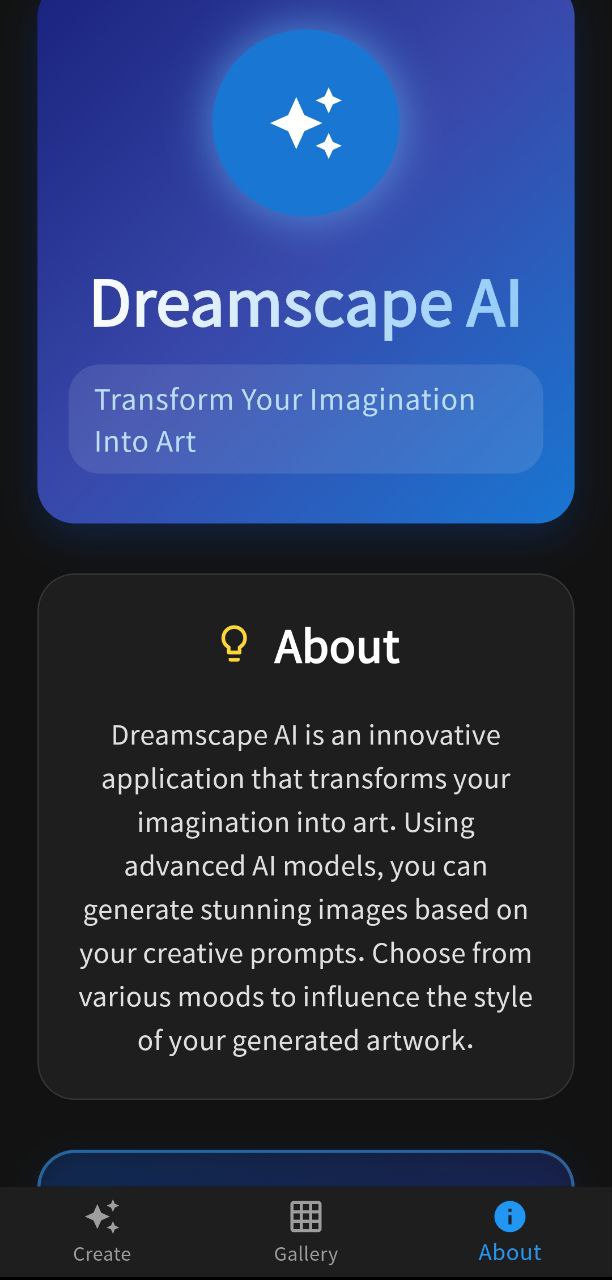 Dreamscape AI
Transform Your Imagination
Into Art
About
Dreamscape AI is an innovative
application that transforms your
imagination into art. Using
advanced AI models, you can
generate stunning images based on
your creative prompts. Choose from
various moods to influence the style
of your generated artwork.
Create
Gallery
About